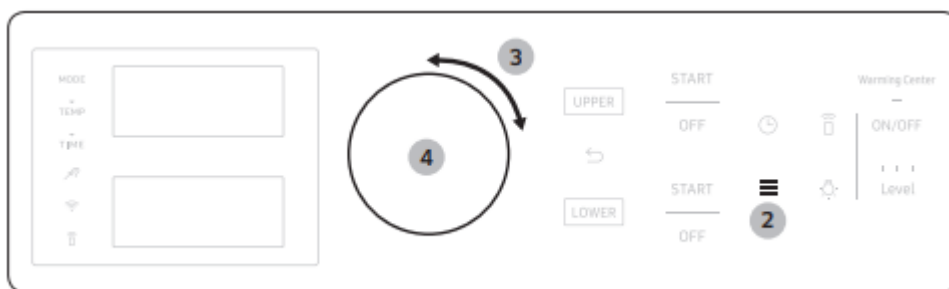 MODE
TEMP
TIME
3
4
UPPER
LOWER
START
OFF
START
OFF
2
Warming Center
ON/OFF
Level